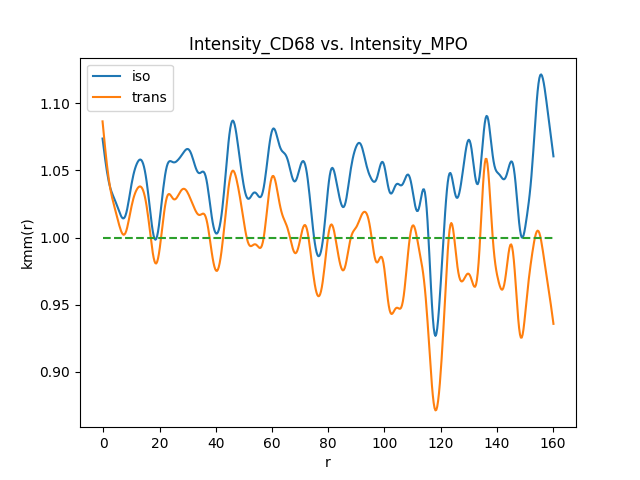 Intensity_CD68 vs. Intensity_MPO
iso
trans
1.10
1.05
1.00
0.95
0.90
kmm(r)
0 20 40 60 80 100 120 140 160
r